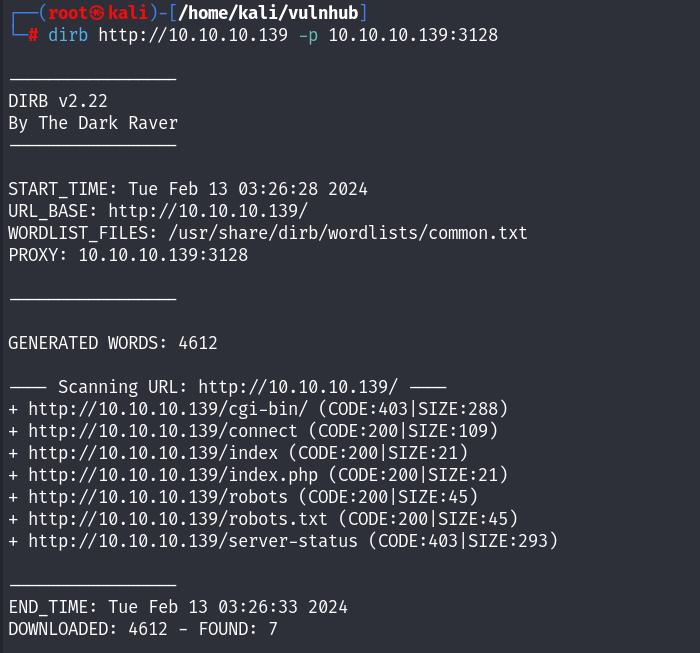 ┌──(root㉿kali)-[/home/kali/vulnhub]
└─# dirb http://10.10.10.139 -p 10.10.10.139:3128
-----------------
DIRB v2.22
By The Dark Raver
-----------------
START_TIME: Tue Feb 13 03:26:28 2024
URL_BASE: http://10.10.10.139/
WORDLIST_FILES: /usr/share/dirb/wordlists/common.txt
PROXY: 10.10.10.139:3128
-----------------
GENERATED WORDS: 4612
---- Scanning URL: http://10.10.10.139/ ----
+ http://10.10.10.139/cgi-bin/ (CODE:403|SIZE:288)
+ http://10.10.10.139/connect (CODE:200|SIZE:109)
+ http://10.10.10.139/index (CODE:200|SIZE:21)
+ http://10.10.10.139/index.php (CODE:200|SIZE:21)
+ http://10.10.10.139/robots (CODE:200|SIZE:45)
+ http://10.10.10.139/robots.txt (CODE:200|SIZE:45)
+ http://10.10.10.139/server-status (CODE:403|SIZE:293)
-----------------
END_TIME: Tue Feb 13 03:26:33 2024
DOWNLOADED: 4612 - FOUND: 7